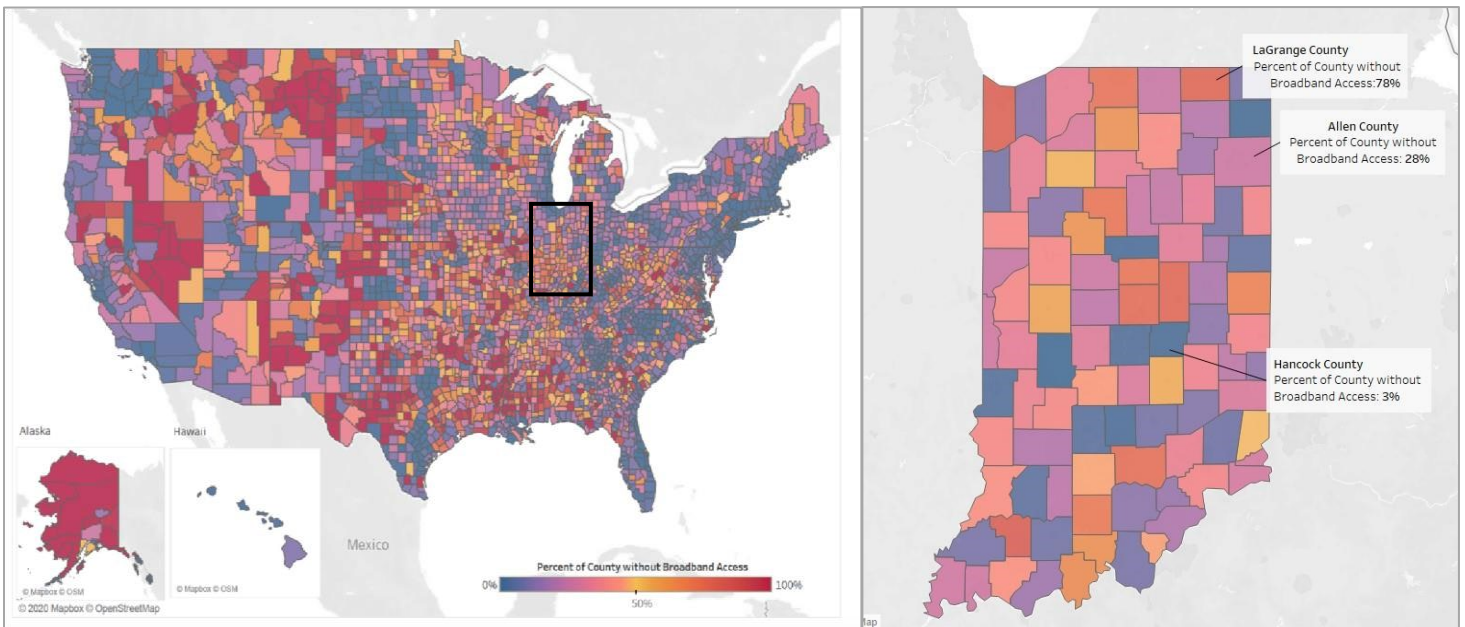 Alaska
Hawaii
© Mapbox © OSM
© Mapbox © OSM
Mexico
Percent of County without Broadband Access
0%
100%
50%
© 2020 Mapbox © OpenStreetMap
LaGrange County
Percent of County without
Broadband Access:78%
Allen County
Percent of County without
Broadband Access: 28%
Hancock County
Percent of County without
Broadband Access: 3%
lap